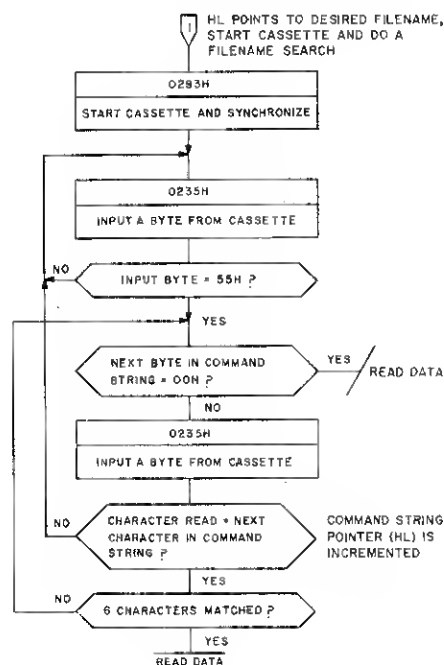 1
HL POINTS TO DESIRED FILENAME,
START CASSETTE AND DO A
FILENAME SEARCH
0293H
START CASSETTE AND SYNCHRONIZE
0235H
INPUT A BYTE FROM CASSETTE
NO
INPUT BYTE = 55H ?
YES
NEXT BYTE IN COMMAND
STRING = 00H ?
YES
READ DATA
NO
0235H
INPUT A BYTE FROM CASSETTE
NO
CHARACTER READ = NEXT
CHARACTER IN COMMAND
STRING ?
COMMAND STRING
POINTER (HL) IS
INCREMENTED
YES
NO
6 CHARACTERS MATCHED ?
YES
READ DATA